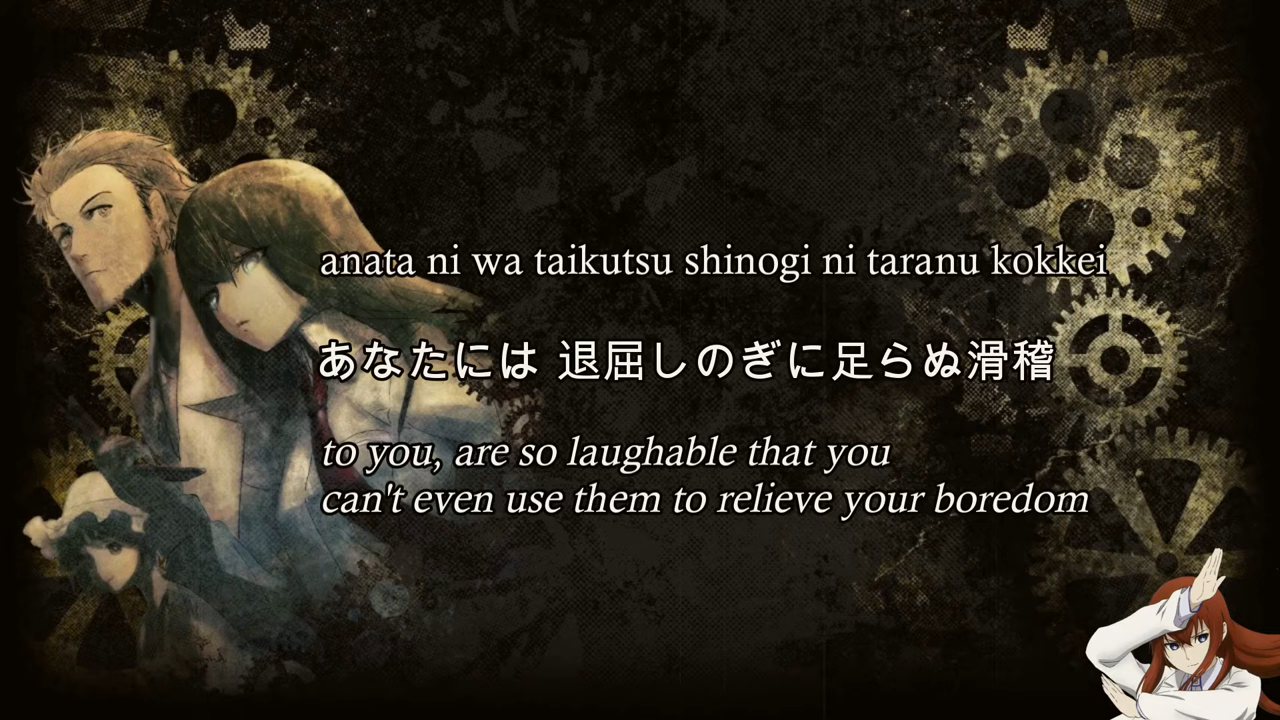 anata ni wa taikutsu shinogi ni taranu kokkei
あなたには 退屈しのぎに足らぬ滑稽
to you, are so laughable that you
can't even use them to relieve your boredom